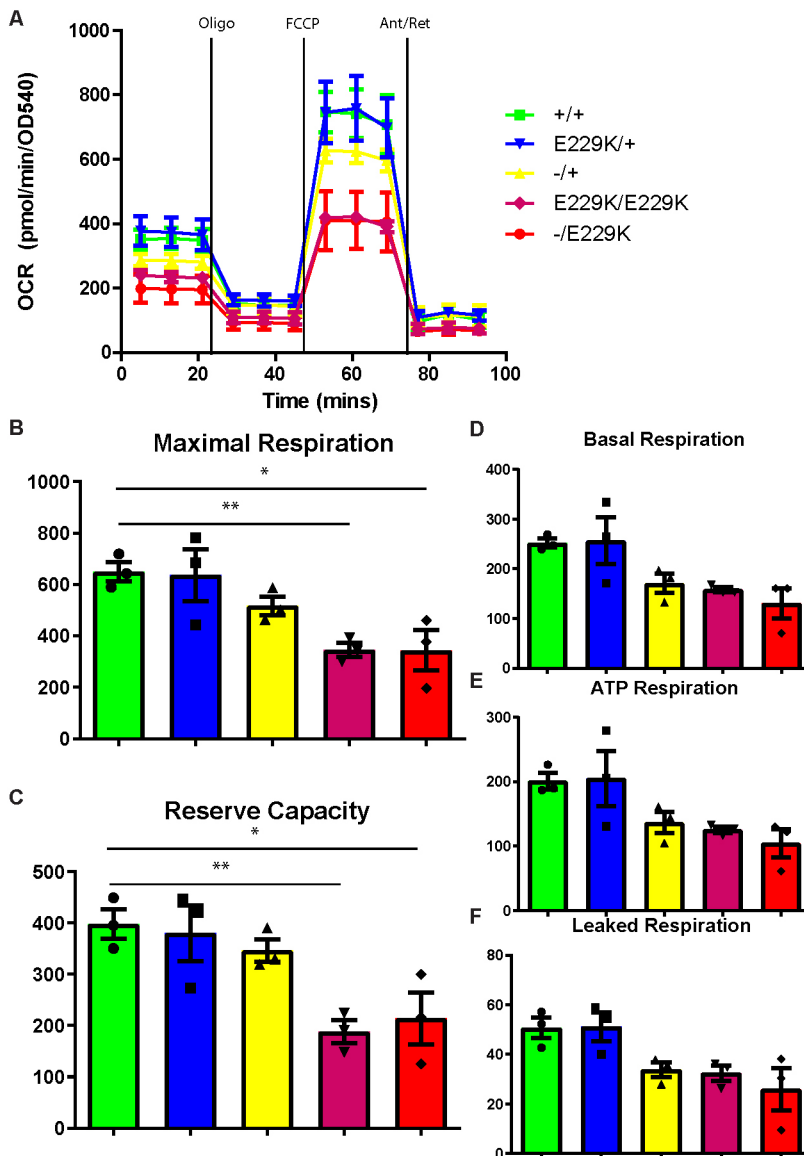 A
Oligo
FCCP
Ant/Ret
1000
800
600
400
200
0
OCR (pmol/min/OD540)
0
20
40
60
80
100
Time (mins)
+/+
E229K/+
-/+
E229K/E229K
-/E229K
B
Maximal Respiration
*
**
1000
800
600
400
200
0
C
Reserve Capacity
*
**
500
400
300
200
100
0
D
Basal Respiration
400
300
200
100
0
E
ATP Respiration
300
200
100
0
F
Leaked Respiration
80
60
40
20
0